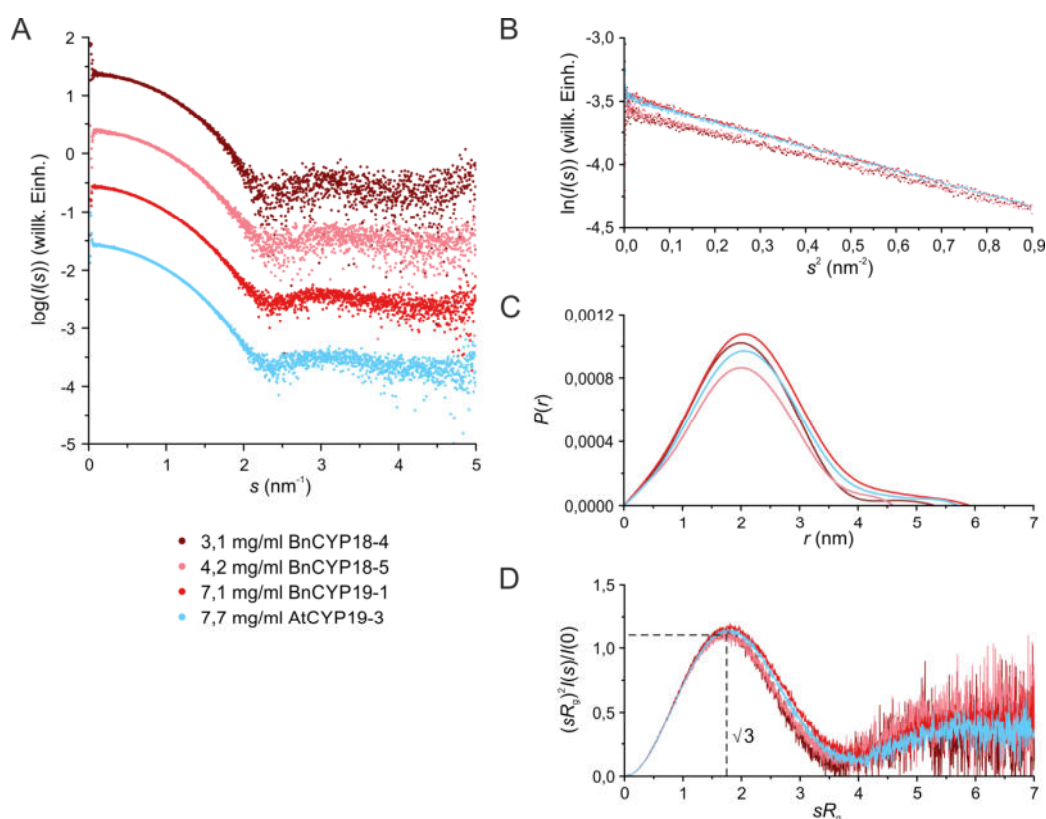 A
2
1
0
-1
-2
-3
-4
-5
log(I(s)) (willk. Einh.)
0 1 2 3 4 5
s (nm⁻¹)
3,1 mg/ml BnCYP18-4
4,2 mg/ml BnCYP18-5
7,1 mg/ml BnCYP19-1
7,7 mg/ml AtCYP19-3
B
-3,0
-3,5
-4,0
-4,5
ln(I(s)) (willk. Einh.)
0,0 0,1 0,2 0,3 0,4 0,5 0,6 0,7 0,8 0,9
s² (nm⁻²)
C
0,0012
0,0008
0,0004
0,0000
P(r)
0 1 2 3 4 5 6 7
r (nm)
D
1,5
1,0
0,5
0,0
(sRg)²I(s)/I(0)
√3
0 1 2 3 4 5 6 7
sRg